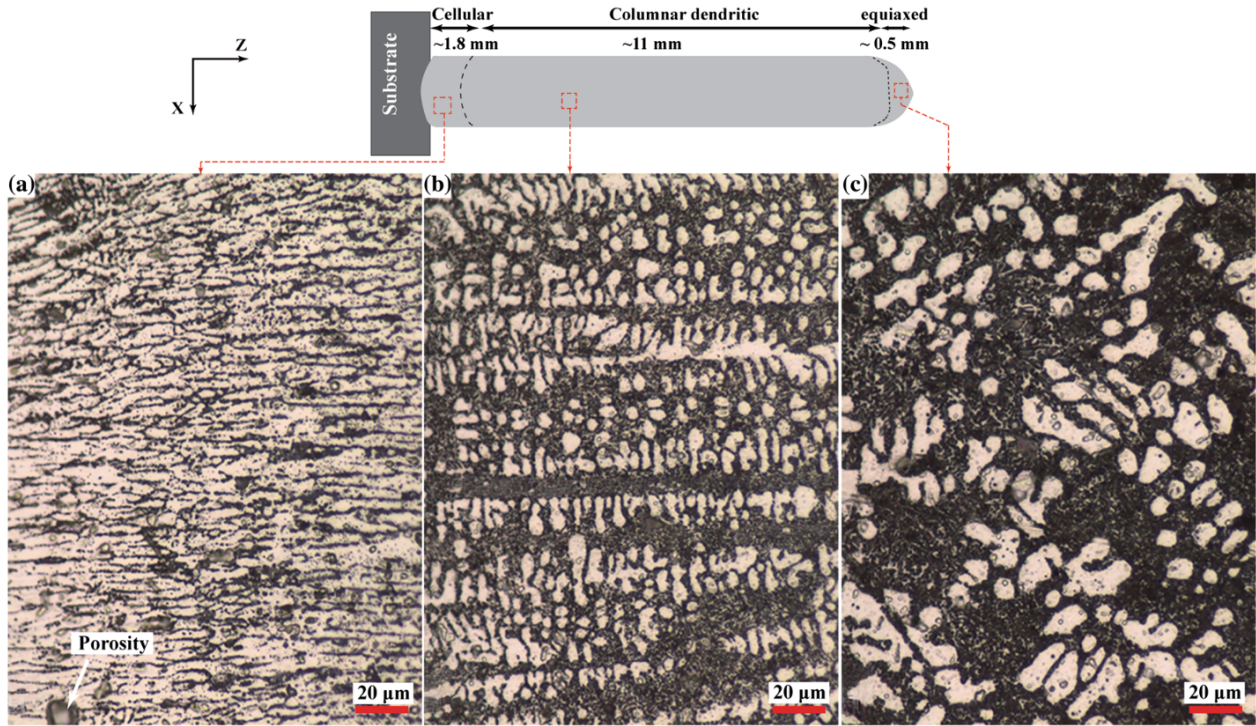 Cellular
Columnar dendritic
equiaxed
~1.8 mm
~11 mm
~ 0.5 mm
Substrate
Z
X
(a)
(b)
(c)
Porosity
20 µm
20 µm
20 µm